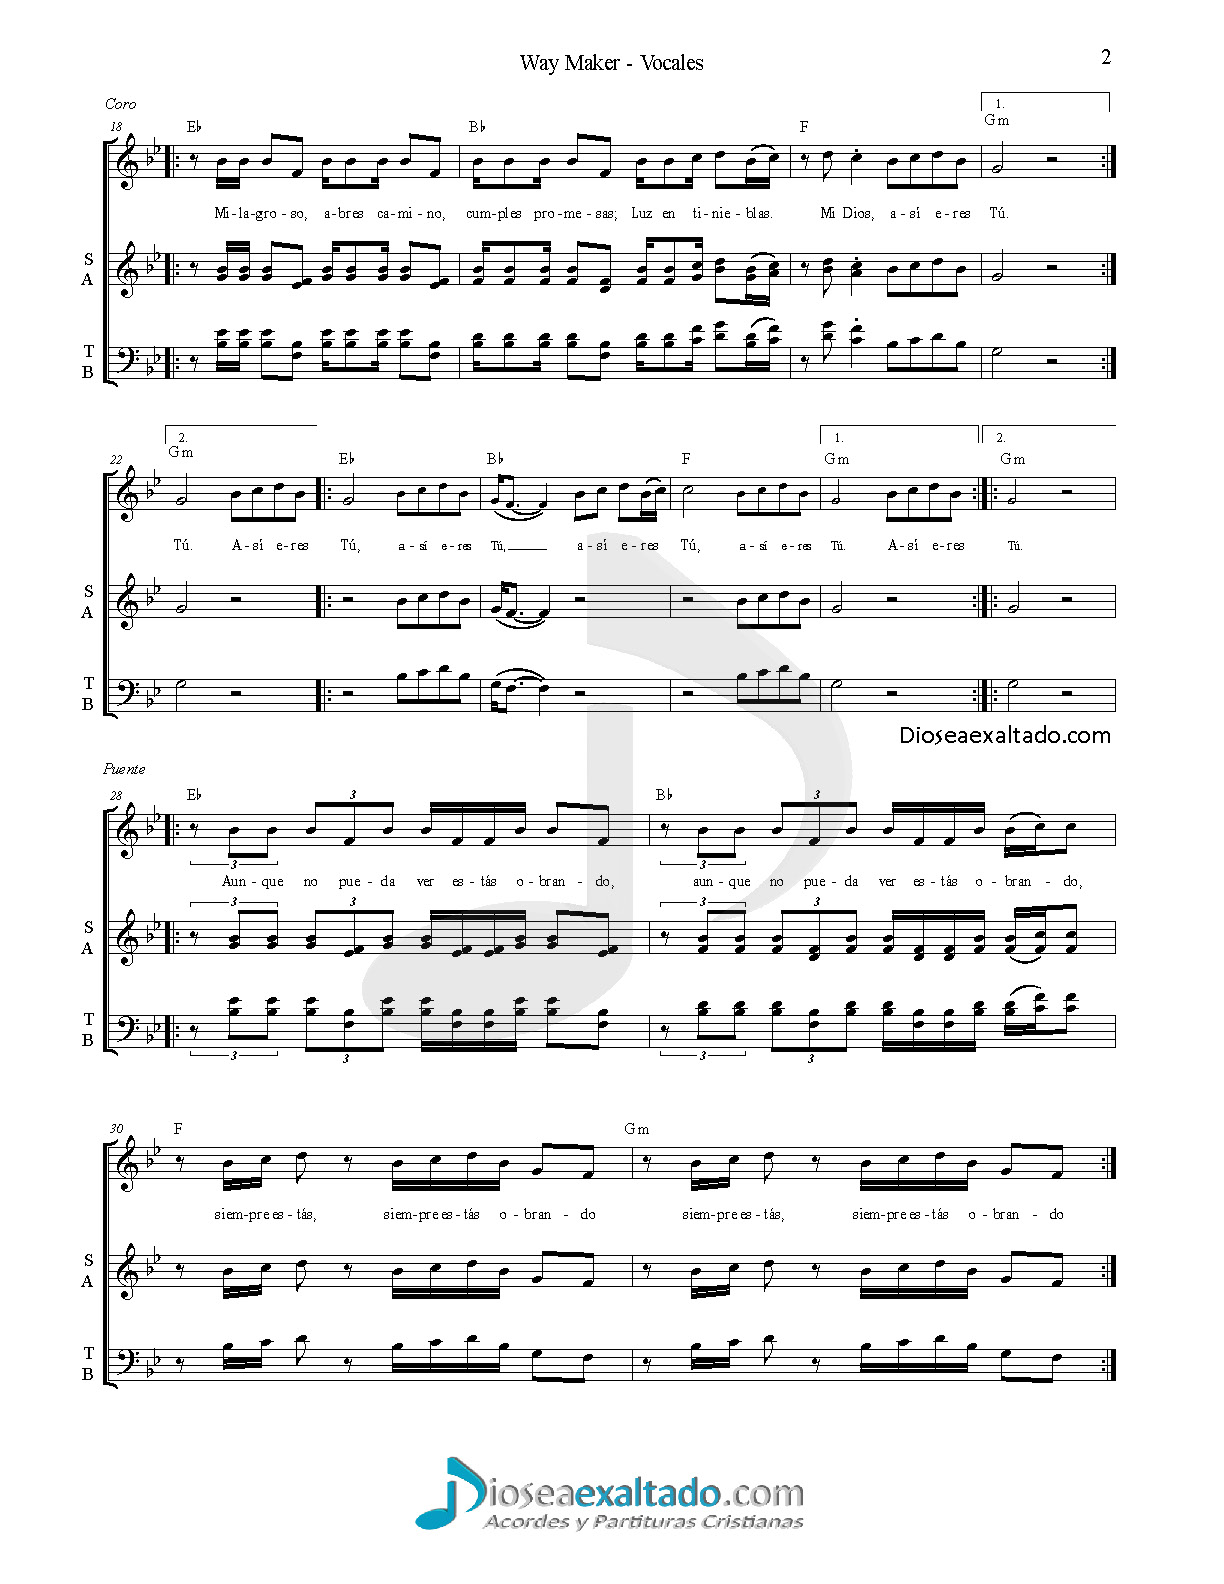 Way Maker - Vocales
2
Coro
1.
18 E♭ B♭ F Gm
Mi-la-gro-so, a-bres ca-mi-no, cum-ples pro-me-sas; Luz en ti-nie-blas. Mi Dios, a-sí e-res Tú.
S
A
T
B
2. 1. 2.
22 Gm E♭ B♭ F Gm Gm
Tú. A-sí e-res Tú, a-sí e-res Tú, a-sí e-res Tú, a-sí e-res Tú. A-sí e-res Tú.
S
A
T
B
Dioseaexaltado.com
Puente
28 E♭ B♭
3 3
3 3
Aun-que no pue-da ver es-tás o-bran-do, aun-que no pue-da ver es-tás o-bran-do,
3 3 3 3
S
A
T
B
3 3 3 3
30 F Gm
siem-pre es-tás, siem-pre es-tás o-bran-do siem-pre es-tás, siem-pre es-tás o-bran-do
S
A
T
B
Dioseaexaltado.com
Acordes y Partituras Cristianas